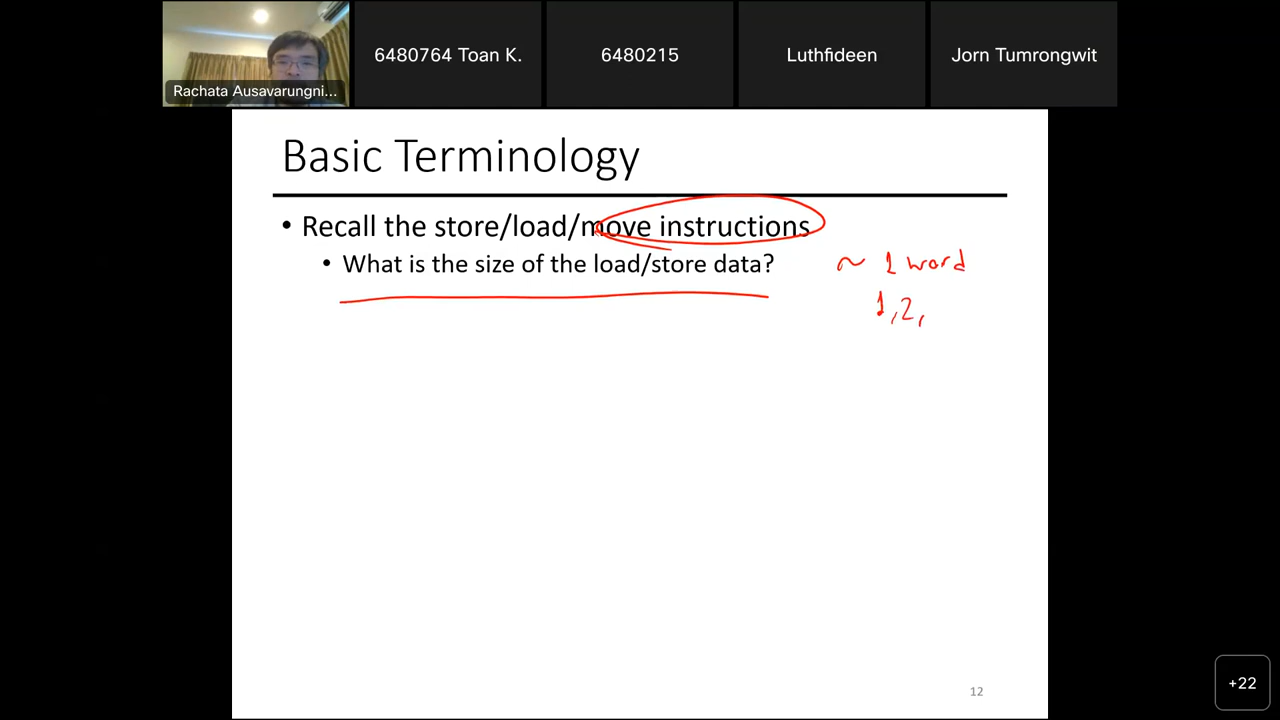 Rachata Ausavarungni...
6480764 Toan K.
6480215
Luthfideen
Jorn Tumrongwit
Basic Terminology
• Recall the store/load/move instructions
• What is the size of the load/store data?
~ 1 word
1, 2,
12
+22